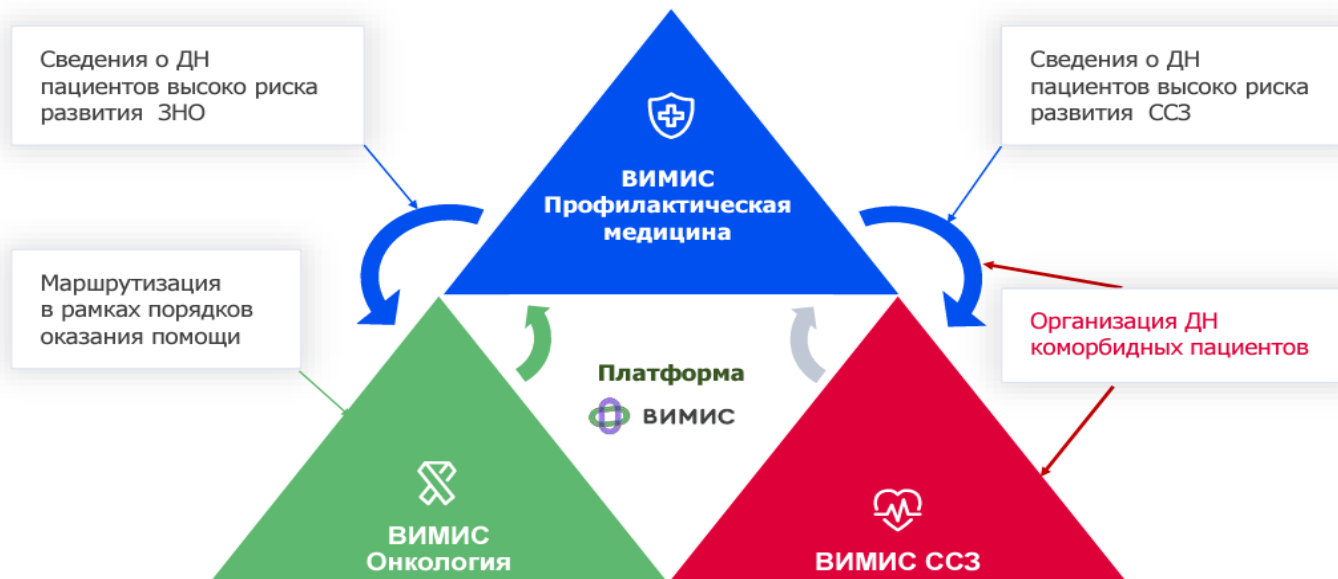 Сведения о ДН
пациентов высоко риска
развития ЗНО
Сведения о ДН
пациентов высоко риска
развития ССЗ
ВИМИС
Профилактическая
медицина
Маршрутизация
в рамках порядков
оказания помощи
Организация ДН
коморбидных пациентов
Платформа
ВИМИС
ВИМИС
Онкология
ВИМИС ССЗ